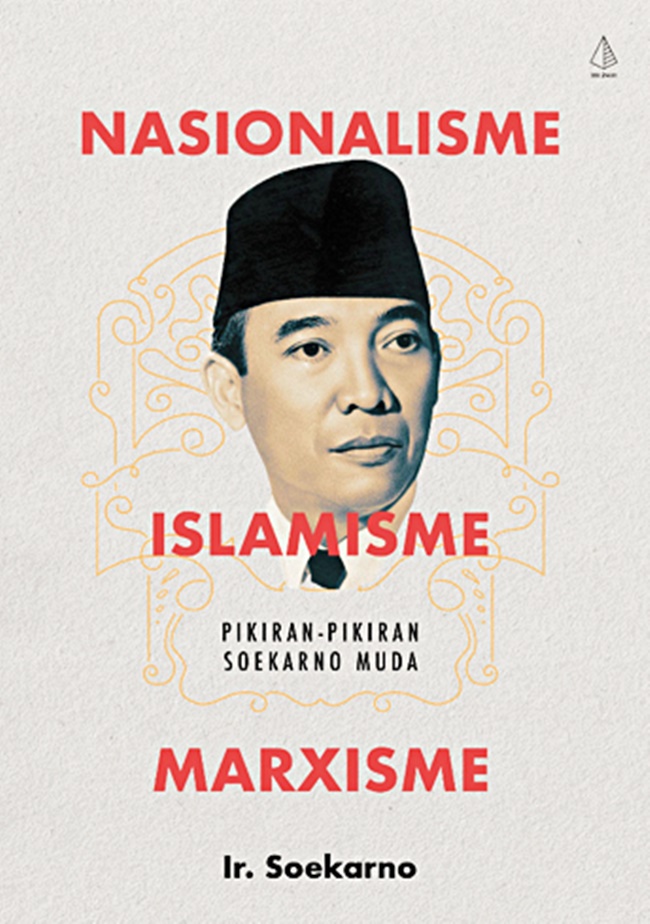 NASIONALISME
ISLAMISME
PIKIRAN-PIKIRAN
SOEKARNO MUDA
MARXISME
Ir. Soekarno